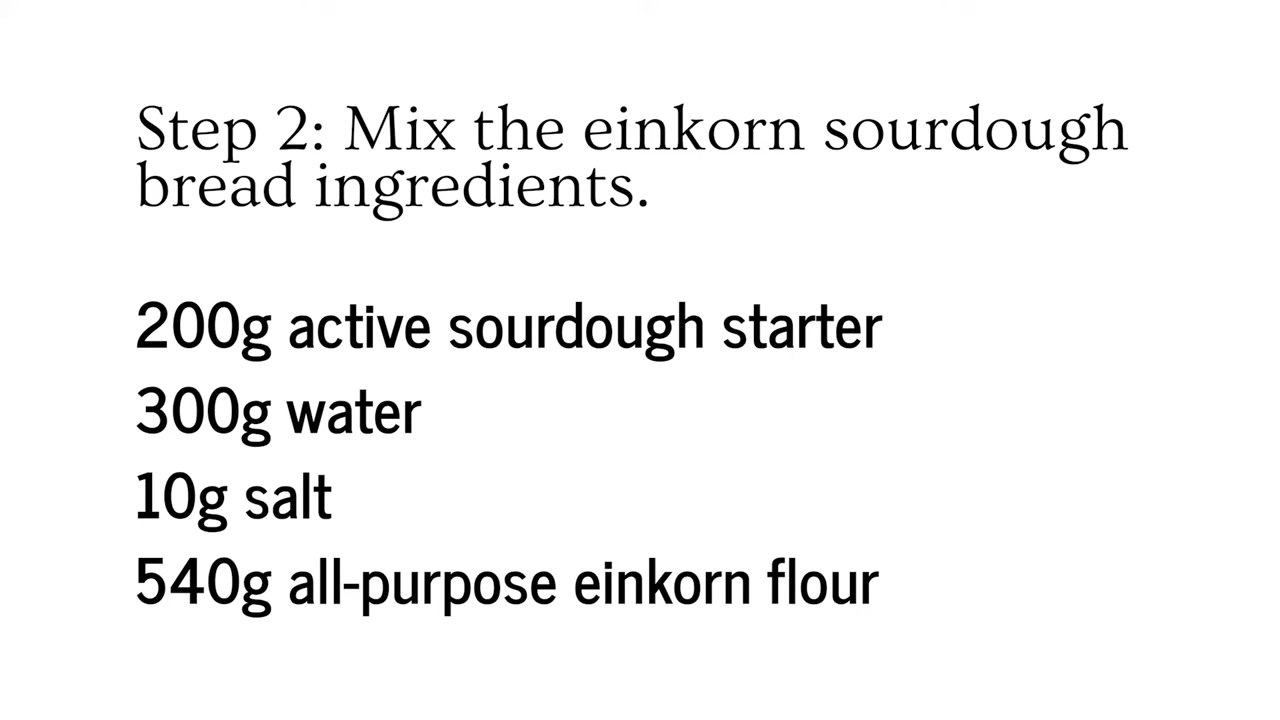 Step 2: Mix the einkorn sourdough
bread ingredients.
200g active sourdough starter
300g water
10g salt
540g all-purpose einkorn flour